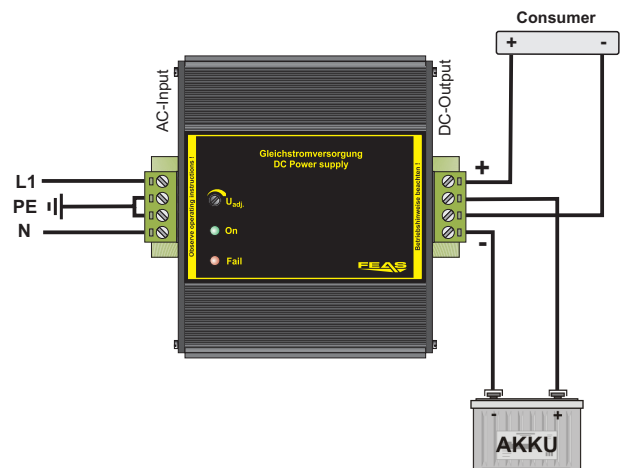 Consumer
+ -
AC-Input
DC-Output
Gleichstromversorgung
DC Power supply
Observe operating instructions !
Betriebshinweise beachten !
+
L1
PE
N
Uadj.
On
Fail
FEAS
-
- +
AKKU